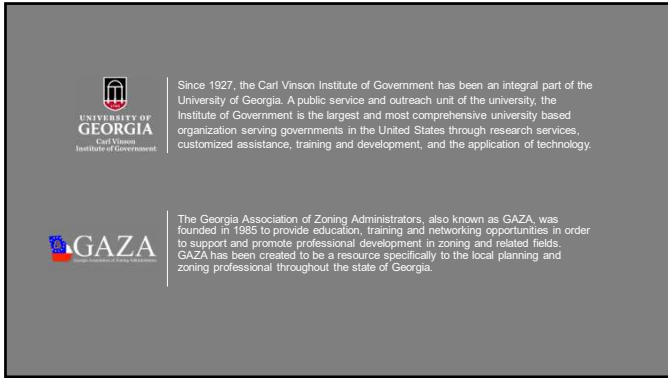 UNIVERSITY OF
GEORGIA
Carl Vinson
Institute of Government
Since 1927, the Carl Vinson Institute of Government has been an integral part of the
University of Georgia. A public service and outreach unit of the university, the
Institute of Government is the largest and most comprehensive university based
organization serving governments in the United States through research services,
customized assistance, training and development, and the application of technology.
GAZA
Georgia Association of Zoning Administrators
The Georgia Association of Zoning Administrators, also known as GAZA, was
founded in 1985 to provide education, training and networking opportunities in order
to support and promote professional development in zoning and related fields.
GAZA has been created to be a resource specifically to the local planning and
zoning professional throughout the state of Georgia.